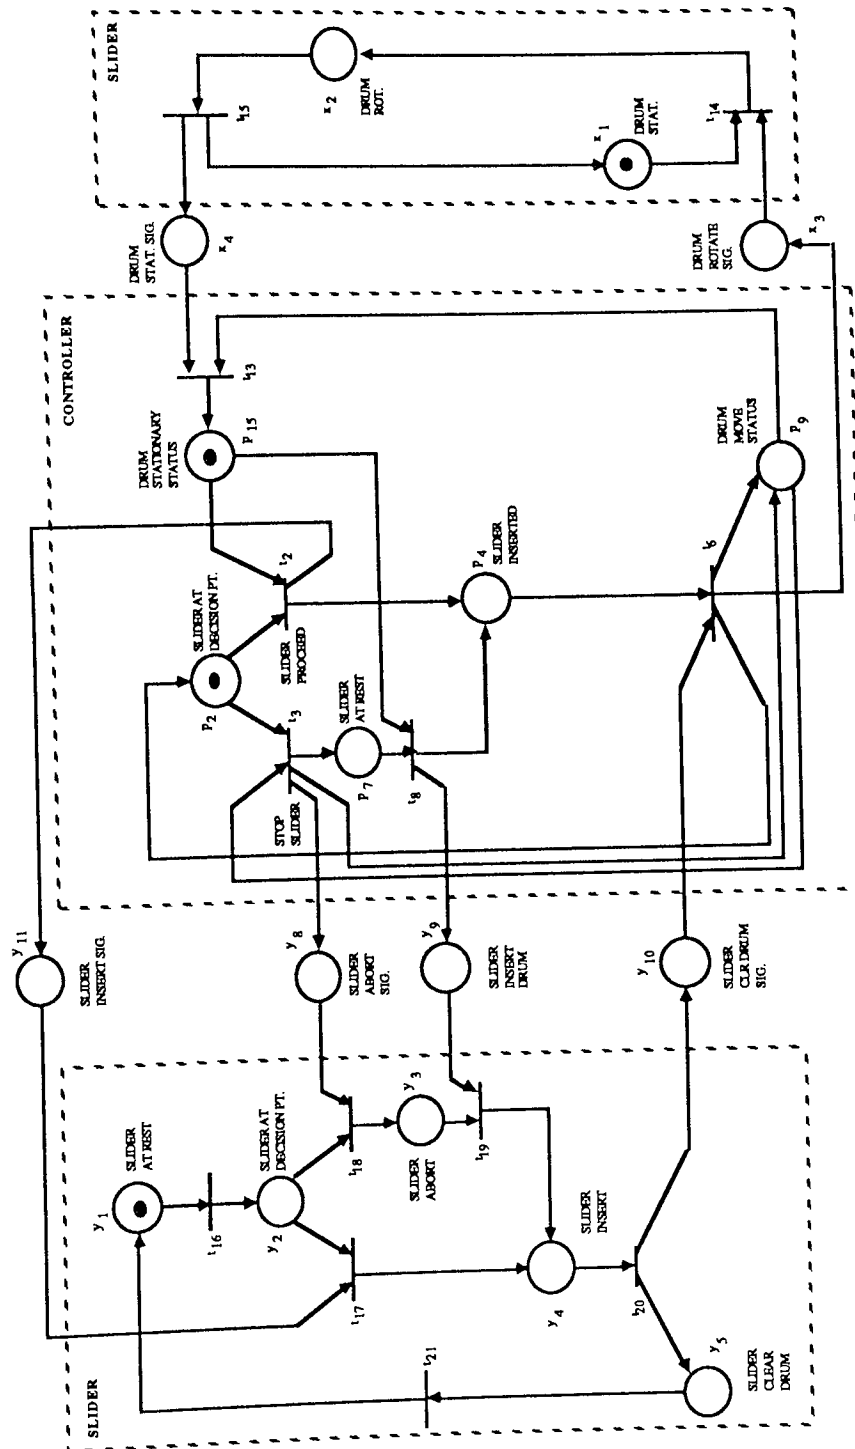 SLIDER
t15
x2
DRUM
ROT.
x1
DRUM
STAT.
t14
DRUM
STAT. SIG.
x4
DRUM
ROTATE
SIG.
x3
CONTROLLER
t13
DRUM
STATIONARY
STATUS
P15
DRUM
MOVE
STATUS
P9
t2
SLIDER AT
DECISION PT.
P2
SLIDER
PROCEED
P4
SLIDER
INSERTED
t6
t3
SLIDER
AT REST
P7
t8
STOP
SLIDER
y11
SLIDER
INSERT SIG.
y8
SLIDER
ABORT
SIG.
y9
SLIDER
INSERT
DRUM
y10
SLIDER
CLR DRUM
SIG.
SLIDER
AT REST
y1
t16
SLIDER AT
DECISION PT.
y2
t18
y3
SLIDER
ABORT
t19
t17
SLIDER
INSERT
y4
t20
y5
SLIDER
CLEAR
DRUM
t21
SLIDER